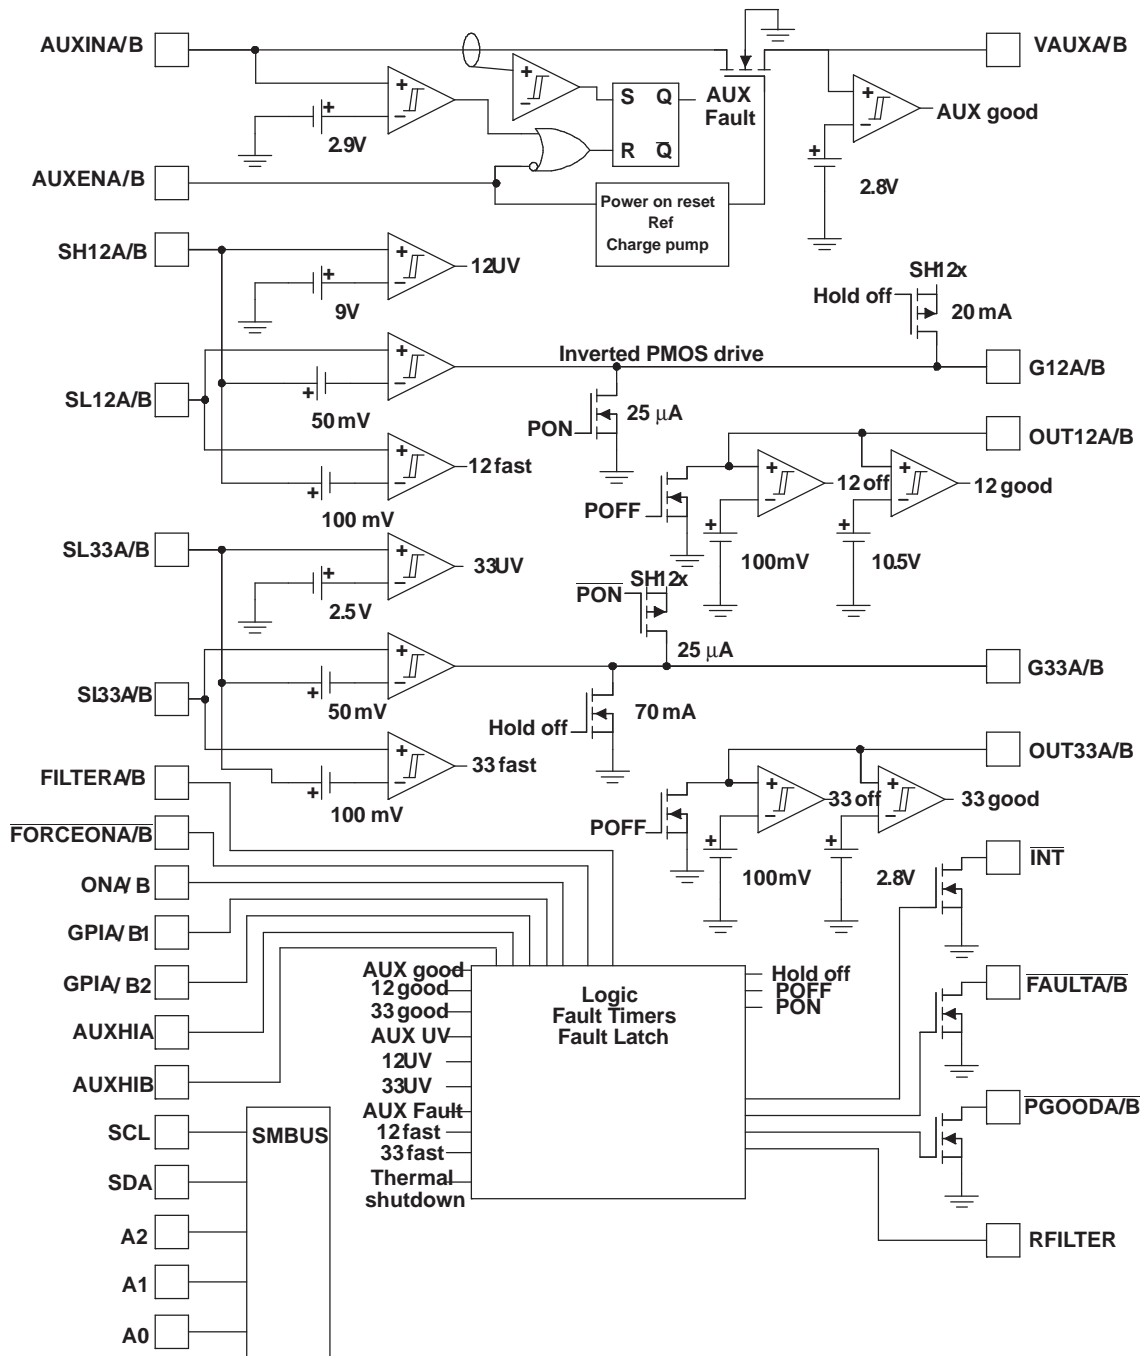 AUXINA/B
VAUXA/B
+
−
+
−
2.9V
S Q
R Q̅
AUX
Fault
+
−
AUX good
+
2.8V
AUXENA/B
Power on reset
Ref
Charge pump
SH12A/B
+
−
12UV
+
9V
SH12x
Hold off
20 mA
Inverted PMOS drive
G12A/B
SL12A/B
+
−
+
50 mV
PON
25 µA
OUT12A/B
+
−
12 fast
+
100 mV
POFF
+
−
12 off
+
−
12 good
+
100mV
+
10.5V
SL33A/B
+
−
33UV
+
2.5V
SH12x
P̅O̅N̅
25 µA
G33A/B
SL33A/B
+
−
+
50 mV
Hold off
70 mA
OUT33A/B
+
−
33 fast
+
100 mV
POFF
+
−
33 off
+
−
33 good
+
100mV
+
2.8V
FILTERA/B
F̅O̅R̅C̅E̅O̅N̅A̅/̅B̅
ONA/B
GPIA/B1
GPIA/B2
AUXHIA
AUXHIB
I̅N̅T̅
F̅A̅U̅L̅T̅A̅/̅B̅
P̅G̅O̅O̅D̅A̅/̅B̅
RFILTER
AUX good
12 good
33 good
AUX UV
12UV
33UV
AUX Fault
12 fast
33 fast
Thermal
shutdown
Logic
Fault Timers
Fault Latch
Hold off
POFF
PON
SCL
SMBUS
SDA
A2
A1
A0